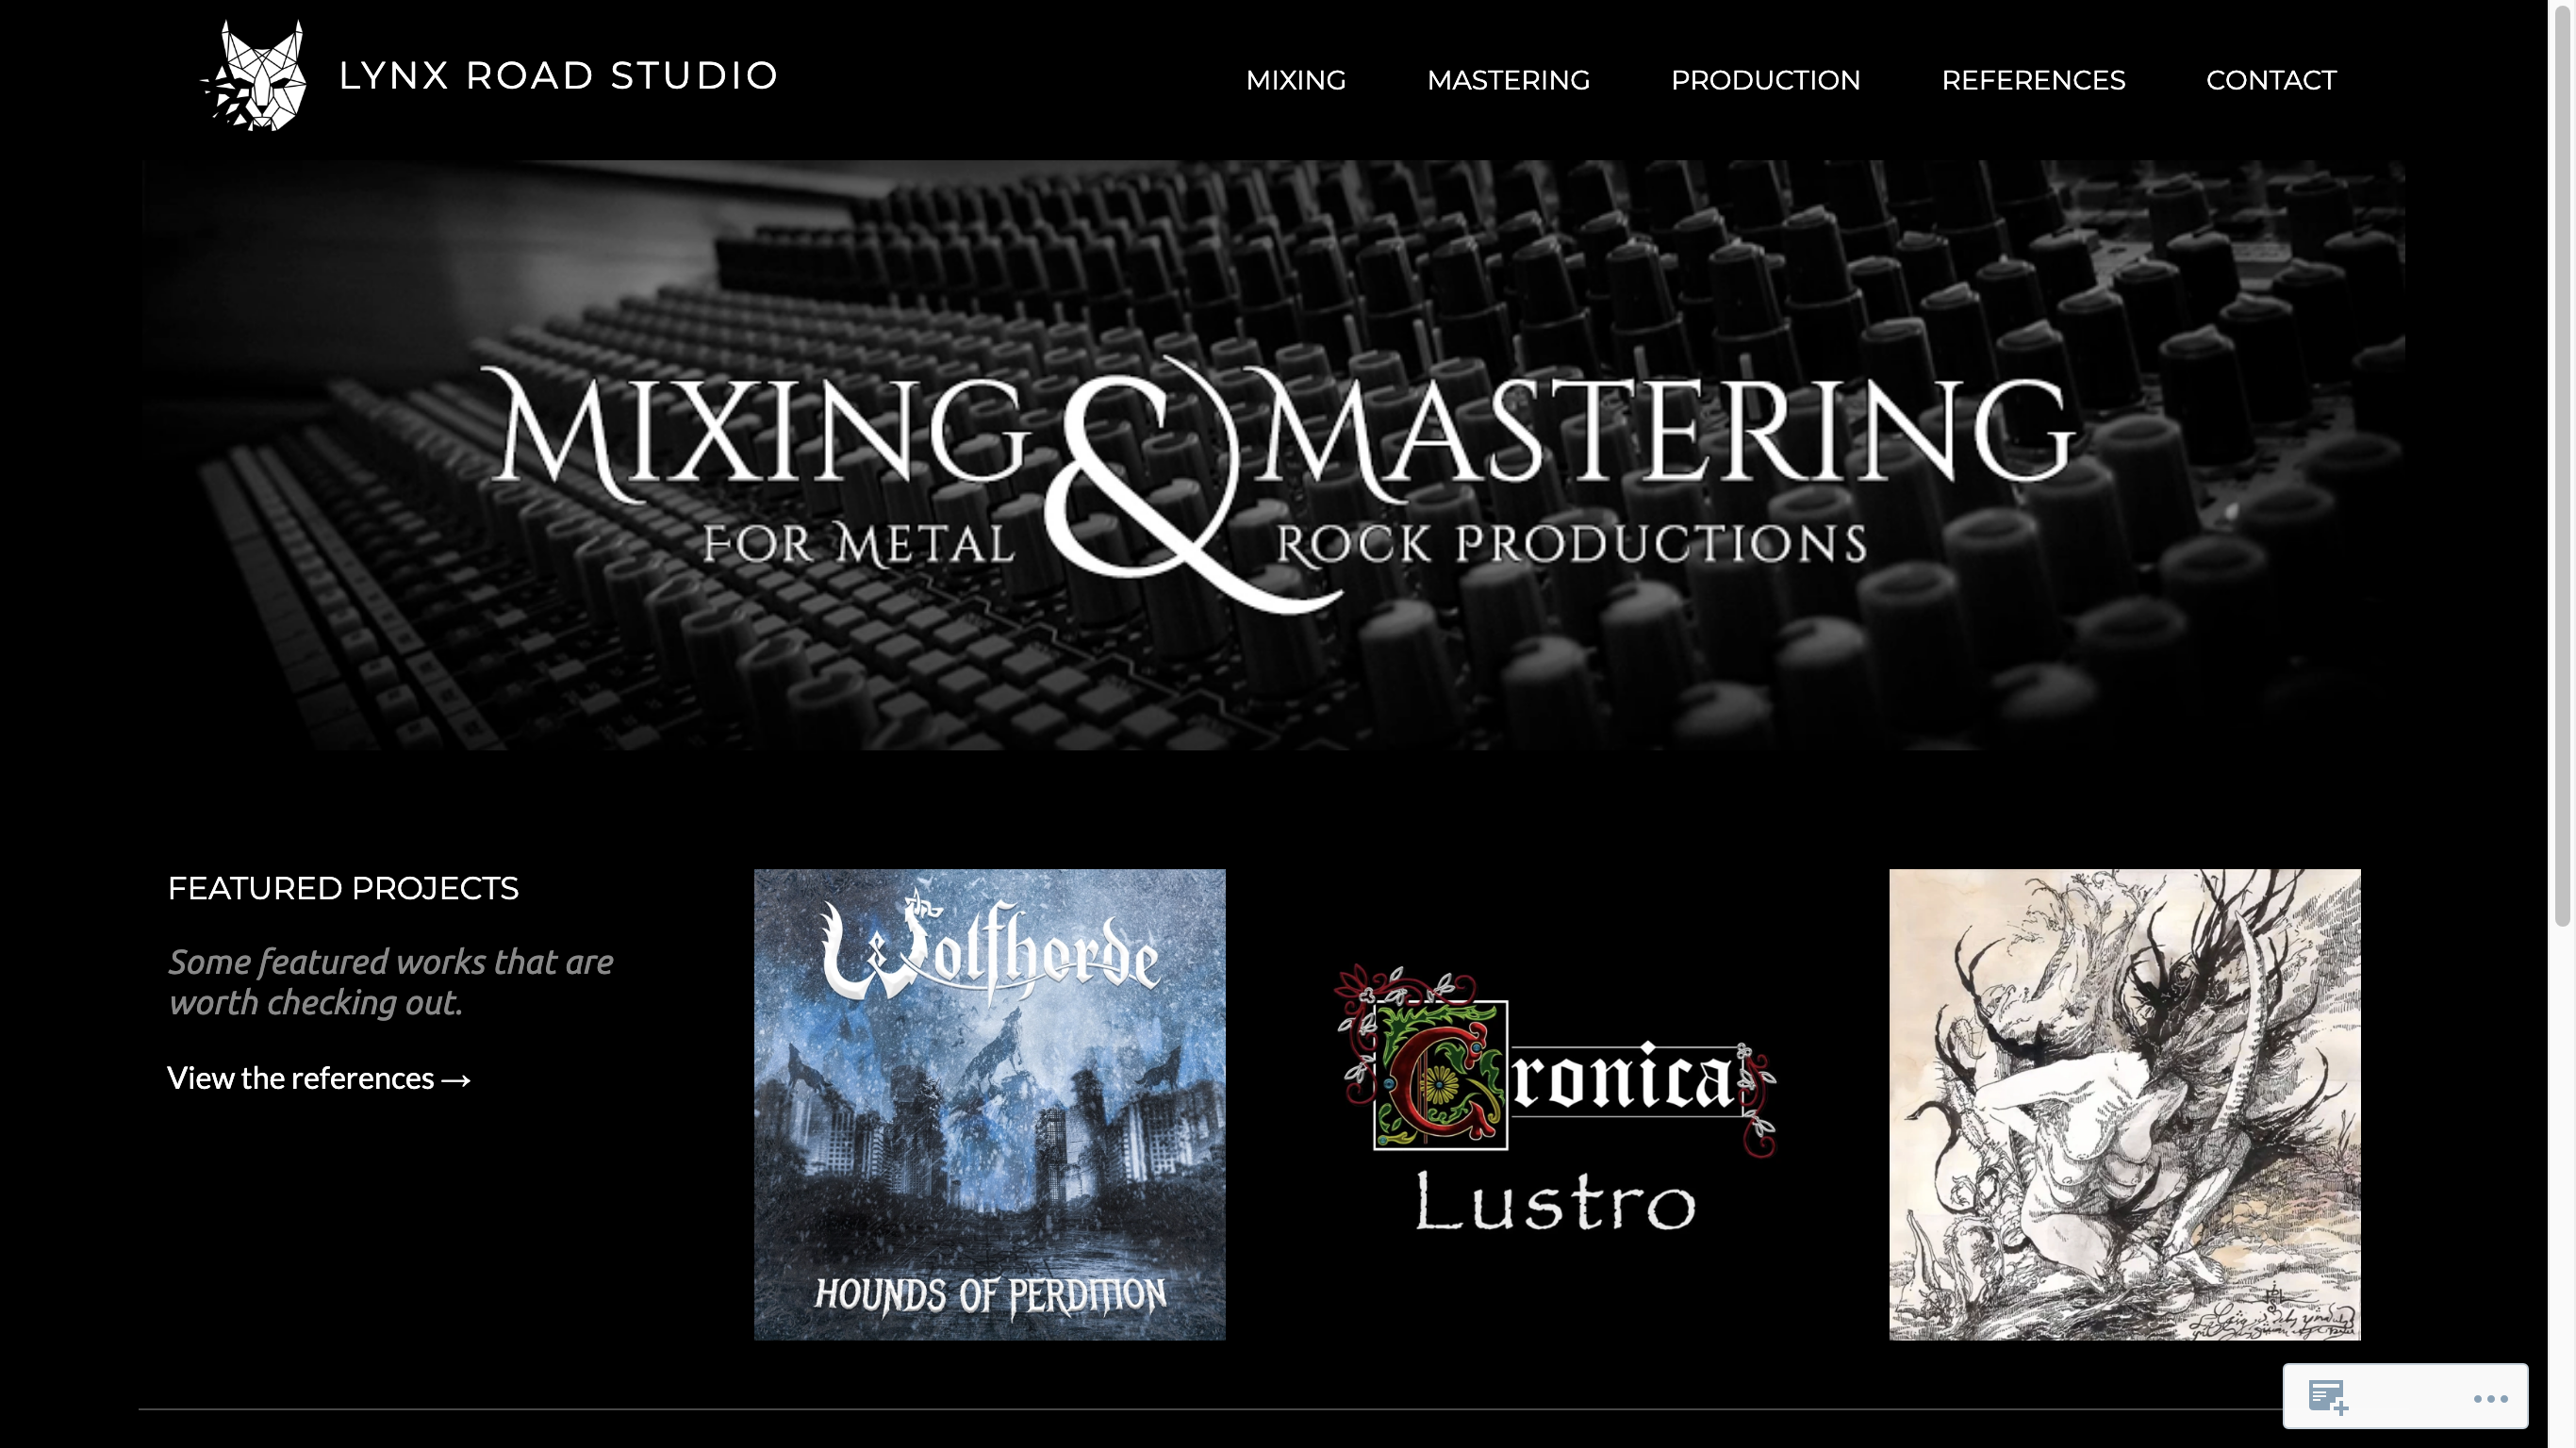 LYNX ROAD STUDIO
MIXING MASTERING PRODUCTION REFERENCES CONTACT
MIXING & MASTERING
FOR METAL ROCK PRODUCTIONS
FEATURED PROJECTS
Some featured works that are
worth checking out.
View the references →
Wolfhorde
HOUNDS OF PERDITION
Cronica
Lustro